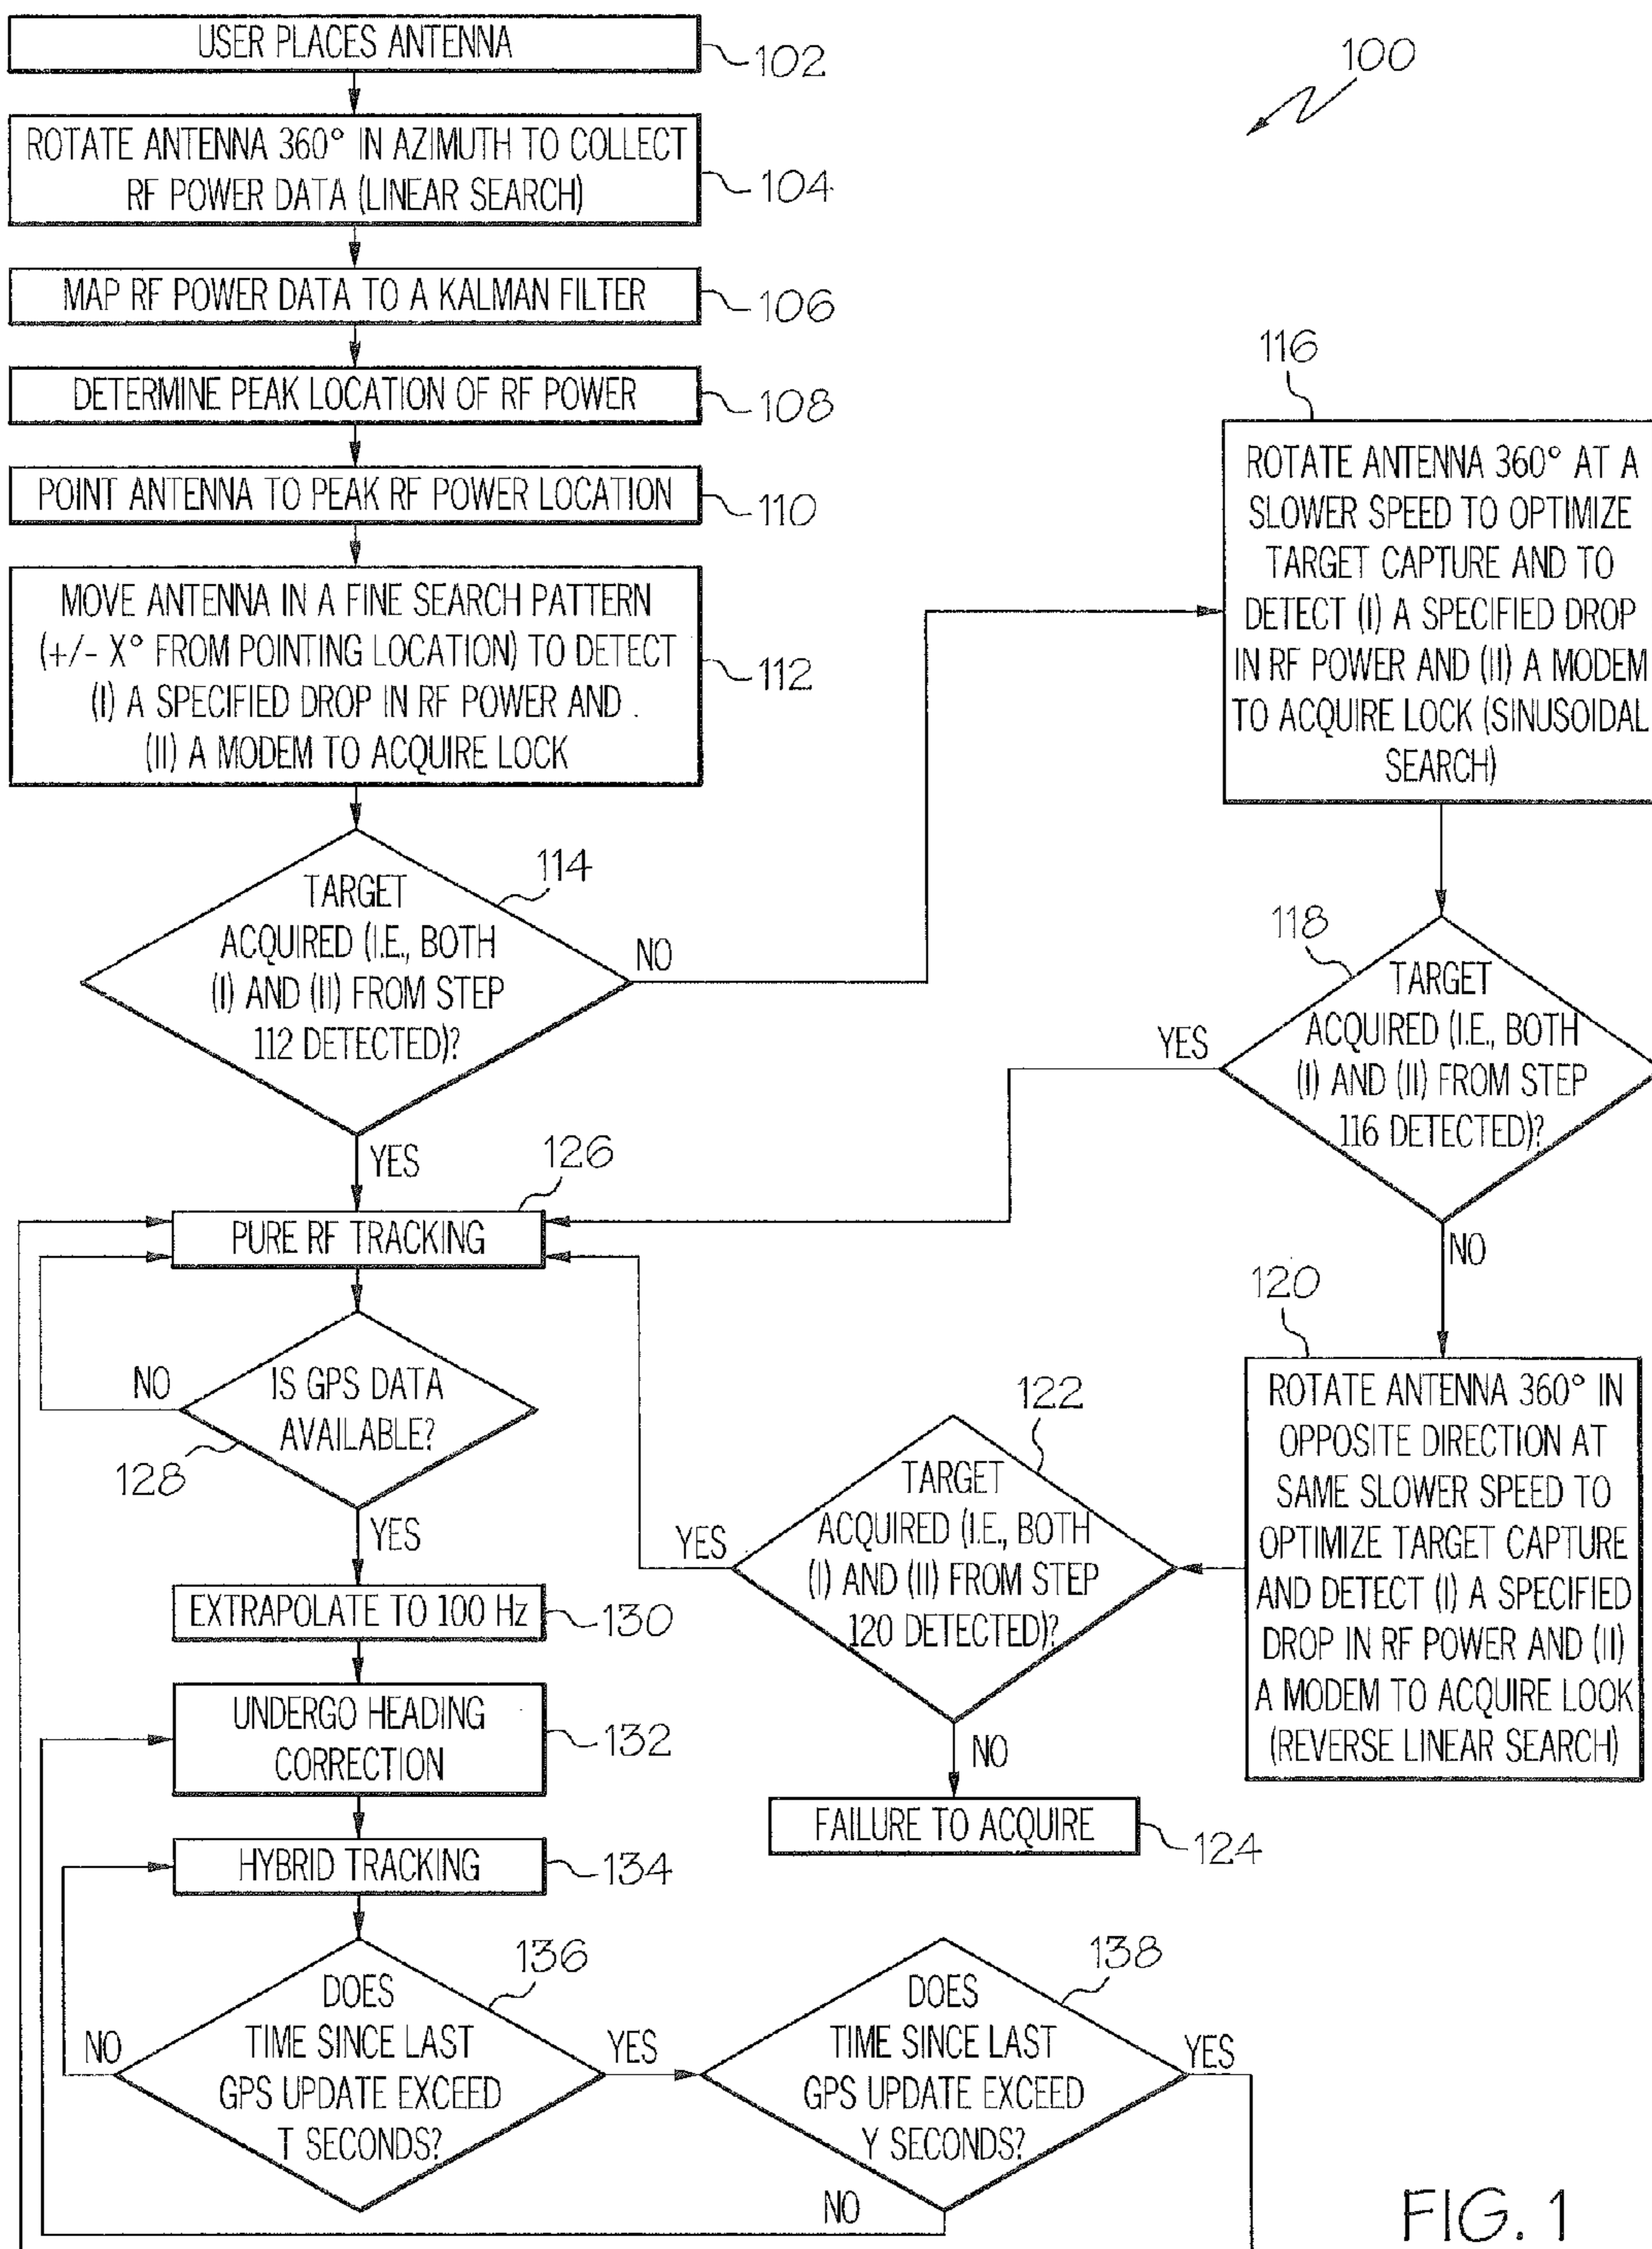 USER PLACES ANTENNA
102
100
ROTATE ANTENNA 360° IN AZIMUTH TO COLLECT
RF POWER DATA (LINEAR SEARCH)
104
MAP RF POWER DATA TO A KALMAN FILTER
106
DETERMINE PEAK LOCATION OF RF POWER
108
POINT ANTENNA TO PEAK RF POWER LOCATION
110
MOVE ANTENNA IN A FINE SEARCH PATTERN
(+/- X° FROM POINTING LOCATION) TO DETECT
(I) A SPECIFIED DROP IN RF POWER AND
(II) A MODEM TO ACQUIRE LOCK
112
116
ROTATE ANTENNA 360° AT A
SLOWER SPEED TO OPTIMIZE
TARGET CAPTURE AND TO
DETECT (I) A SPECIFIED DROP
IN RF POWER AND (II) A MODEM
TO ACQUIRE LOCK (SINUSOIDAL
SEARCH)
114
TARGET
ACQUIRED (I.E., BOTH
(I) AND (II) FROM STEP
112 DETECTED)?
NO
YES
118
TARGET
ACQUIRED (I.E., BOTH
(I) AND (II) FROM STEP
116 DETECTED)?
YES
NO
126
PURE RF TRACKING
IS GPS DATA
AVAILABLE?
NO
128
YES
120
ROTATE ANTENNA 360° IN
OPPOSITE DIRECTION AT
SAME SLOWER SPEED TO
OPTIMIZE TARGET CAPTURE
AND DETECT (I) A SPECIFIED
DROP IN RF POWER AND (II)
A MODEM TO ACQUIRE LOOK
(REVERSE LINEAR SEARCH)
122
TARGET
ACQUIRED (I.E., BOTH
(I) AND (II) FROM STEP
120 DETECTED)?
YES
NO
FAILURE TO ACQUIRE
124
EXTRAPOLATE TO 100 Hz
130
UNDERGO HEADING
CORRECTION
132
HYBRID TRACKING
134
136
DOES
TIME SINCE LAST
GPS UPDATE EXCEED
T SECONDS?
NO
YES
138
DOES
TIME SINCE LAST
GPS UPDATE EXCEED
Y SECONDS?
YES
NO
FIG. 1